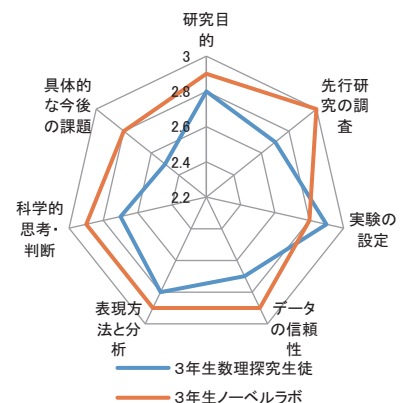 研究目
的
先行研
究の調
査
実験の
設定
データ
の信頼
性
表現方
法と分
析
科学的
思考・
判断
具体的
な今後
の課題
3
2.8
2.6
2.4
2.2
３年生数理探究生徒
３年生ノーベルラボ